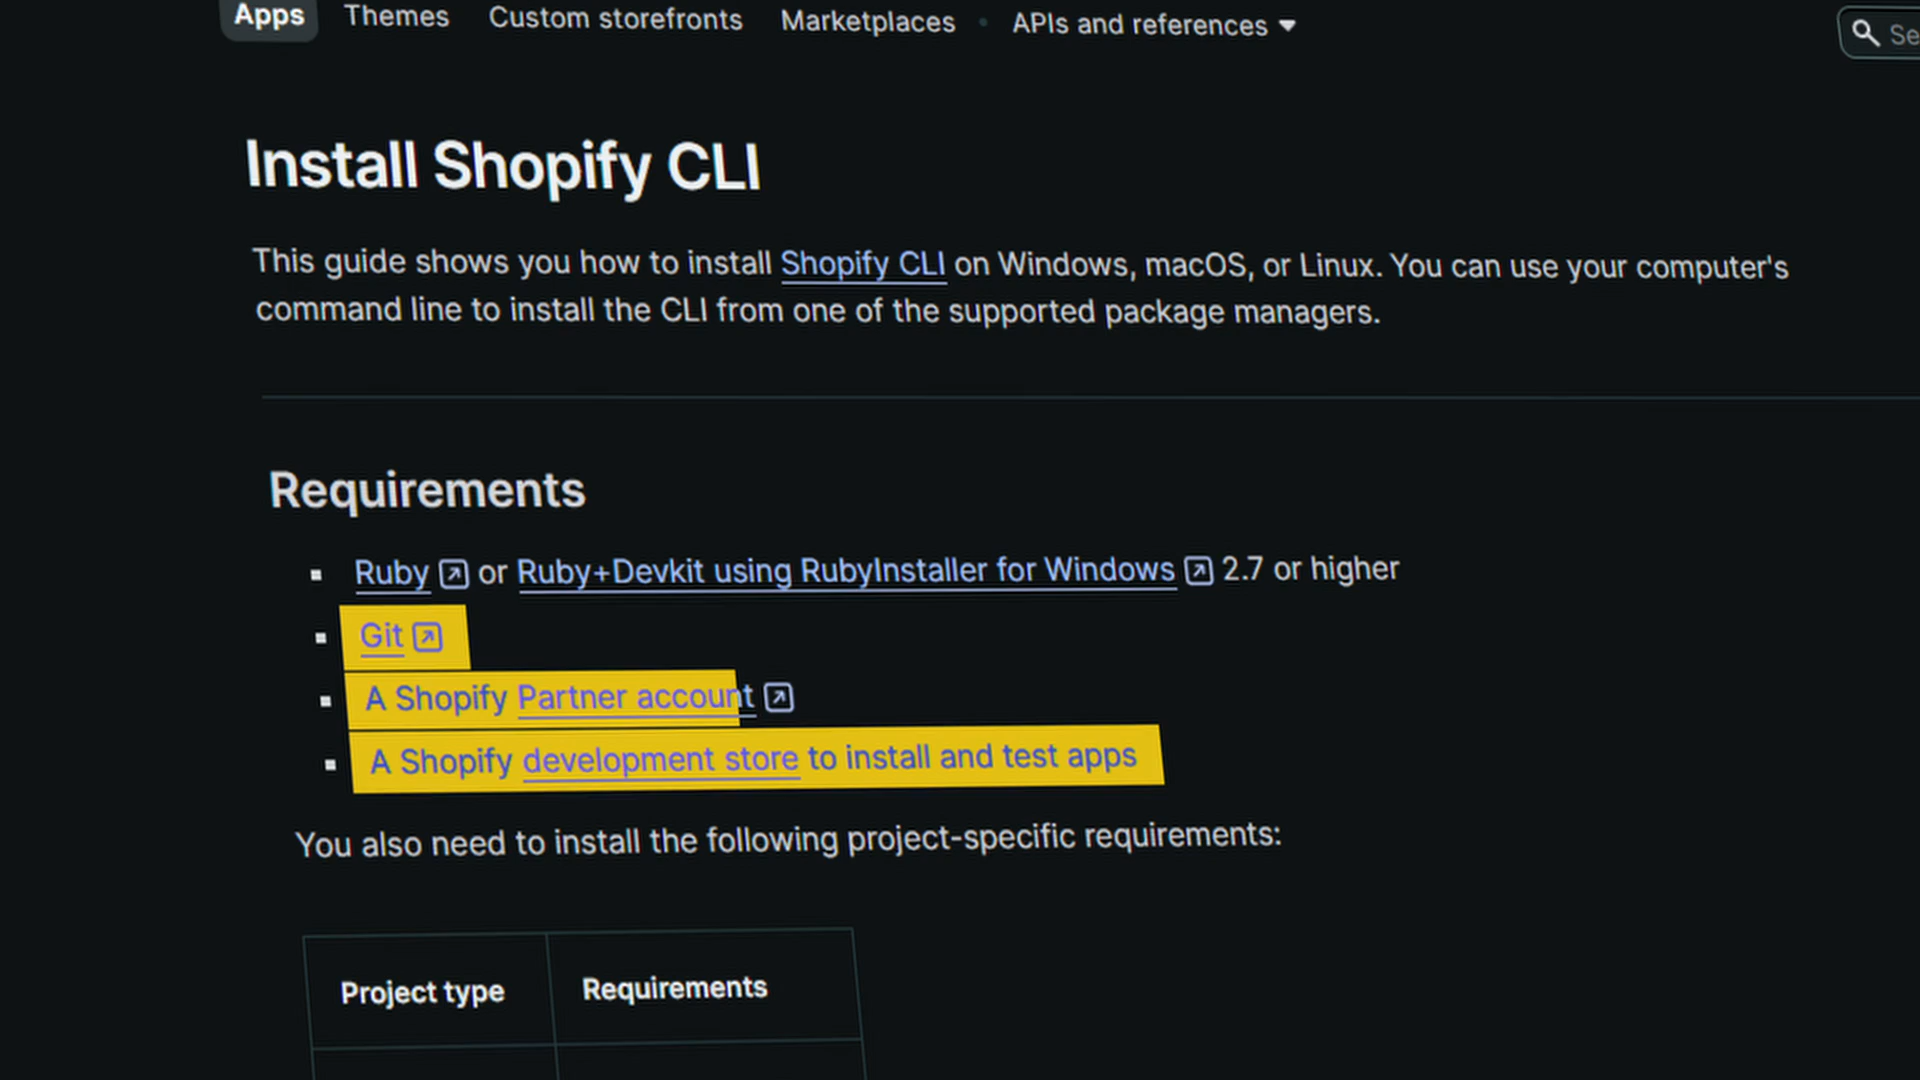 Apps Themes Custom storefronts Marketplaces APIs and references
Se
Install Shopify CLI
This guide shows you how to install Shopify CLI on Windows, macOS, or Linux. You can use your computer's
command line to install the CLI from one of the supported package managers.
Requirements
Ruby or Ruby+Devkit using RubyInstaller for Windows 2.7 or higher
Git
A Shopify Partner account
A Shopify development store to install and test apps
You also need to install the following project-specific requirements:
Project type Requirements